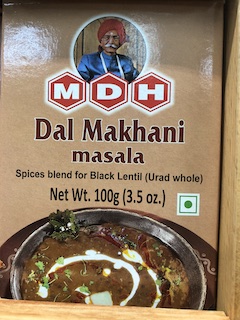 MDH
Dal Makhani
masala
Spices blend for Black Lentil (Urad whole)
Net Wt. 100g (3.5 oz.)